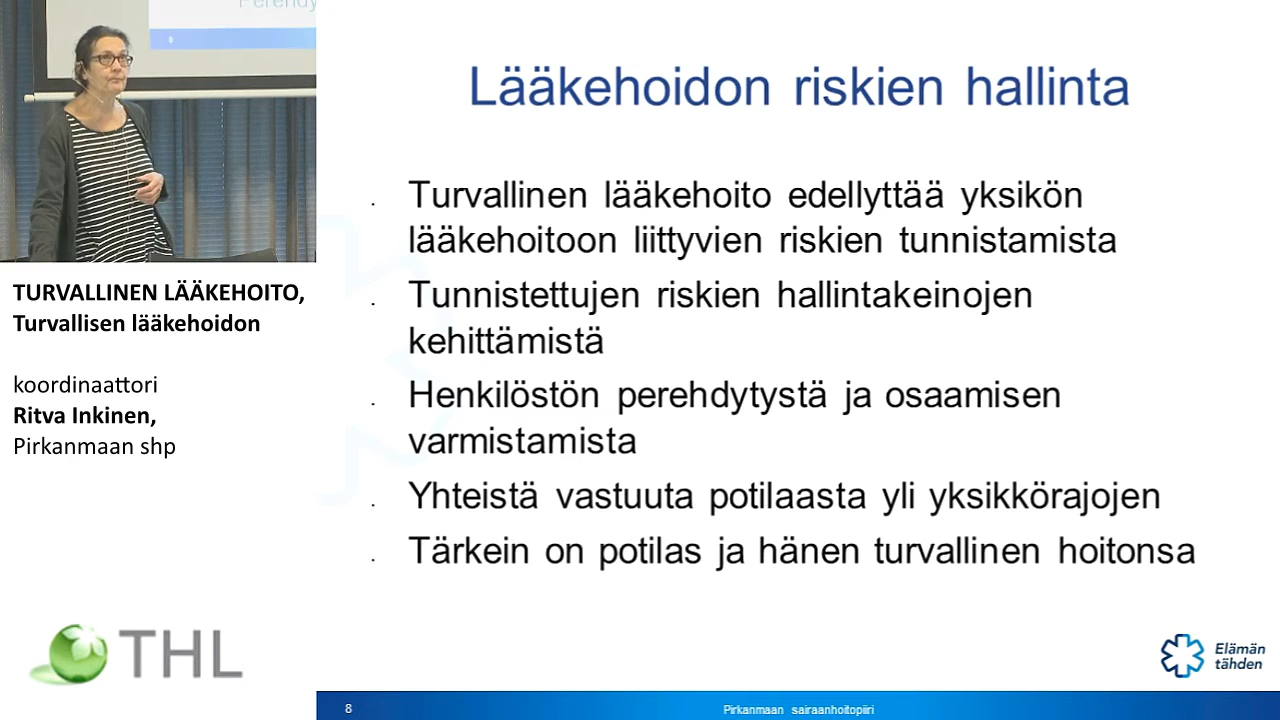 Perehdy
8
TURVALLINEN LÄÄKEHOITO,
Turvallisen lääkehoidon
koordinaattori
Ritva Inkinen,
Pirkanmaan shp
THL
Lääkehoidon riskien hallinta
. Turvallinen lääkehoito edellyttää yksikön
lääkehoitoon liittyvien riskien tunnistamista
. Tunnistettujen riskien hallintakeinojen
kehittämistä
. Henkilöstön perehdytystä ja osaamisen
varmistamista
. Yhteistä vastuuta potilaasta yli yksikkörajojen
. Tärkein on potilas ja hänen turvallinen hoitonsa
Elämän
tähden
8
Pirkanmaan sairaanhoitopiiri